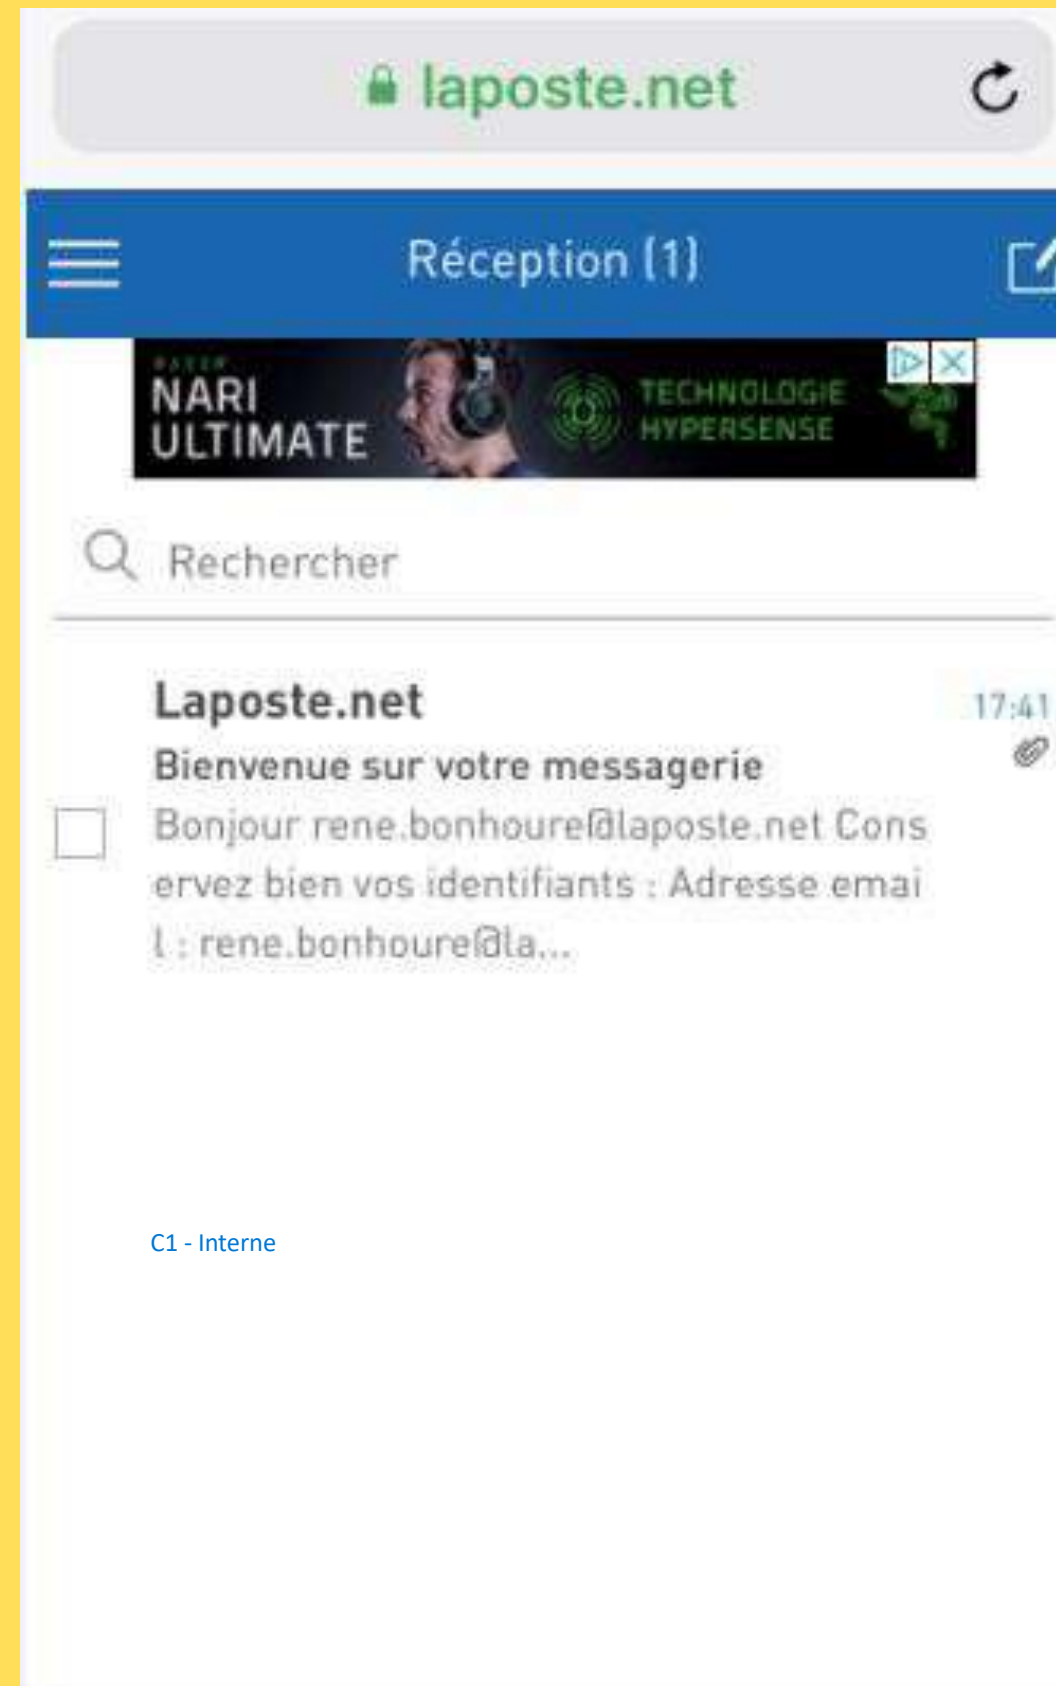 laposte.net
Réception (1)
RAZER
NARI
ULTIMATE
TECHNOLOGIE
HYPERSENSE
Rechercher
Laposte.net
17:41
Bienvenue sur votre messagerie
Bonjour rene.bonhoure@laposte.net Cons
ervez bien vos identifiants : Adresse emai
l : rene.bonhoure@la...
C1 - Interne